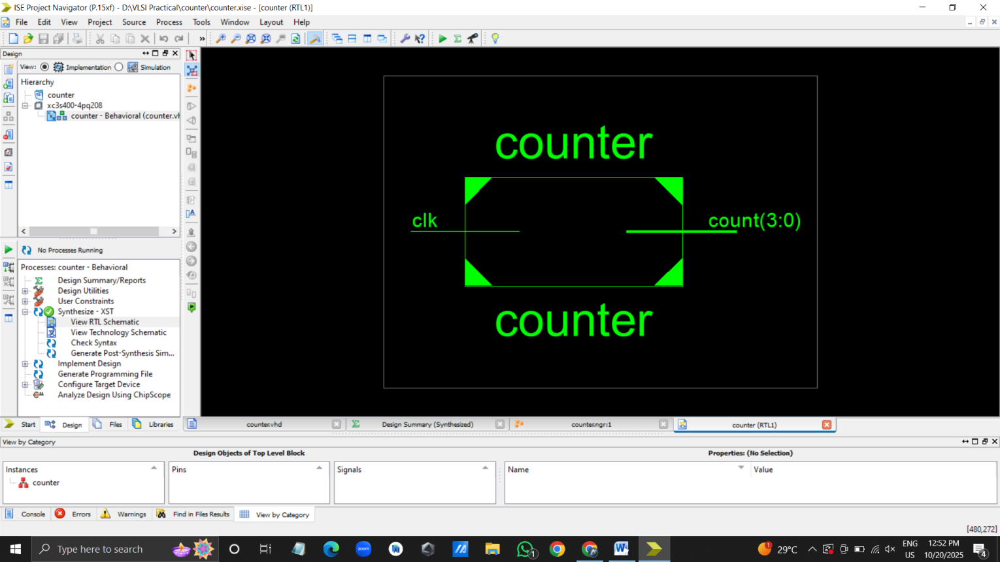 ISE Project Navigator (P.15xf) - D:\VLSI Practical\counter\counter.xise - [counter (RTL1)]
File Edit View Project Source Process Tools Window Layout Help
»
Design
View: Implementation Simulation
Hierarchy
counter
xc3s400-4pq208
counter - Behavioral (counter.vh
No Processes Running
Processes: counter - Behavioral
Design Summary/Reports
Design Utilities
User Constraints
Synthesize - XST
View RTL Schematic
View Technology Schematic
Check Syntax
Generate Post-Synthesis Sim...
Implement Design
Generate Programming File
Configure Target Device
Analyze Design Using ChipScope
Start Design Files Libraries
counter
clk
count(3:0)
counter
counter.vhd
Design Summary (Synthesized)
counter.ngr:1
counter (RTL1)
View by Category
Design Objects of Top Level Block
Properties: (No Selection)
Instances
counter
Pins
Signals
Name Value
Console Errors Warnings Find in Files Results View by Category
[480,272]
Type here to search
zoom
1
1
29°C
ENG
US
12:52 PM
10/20/2025
4